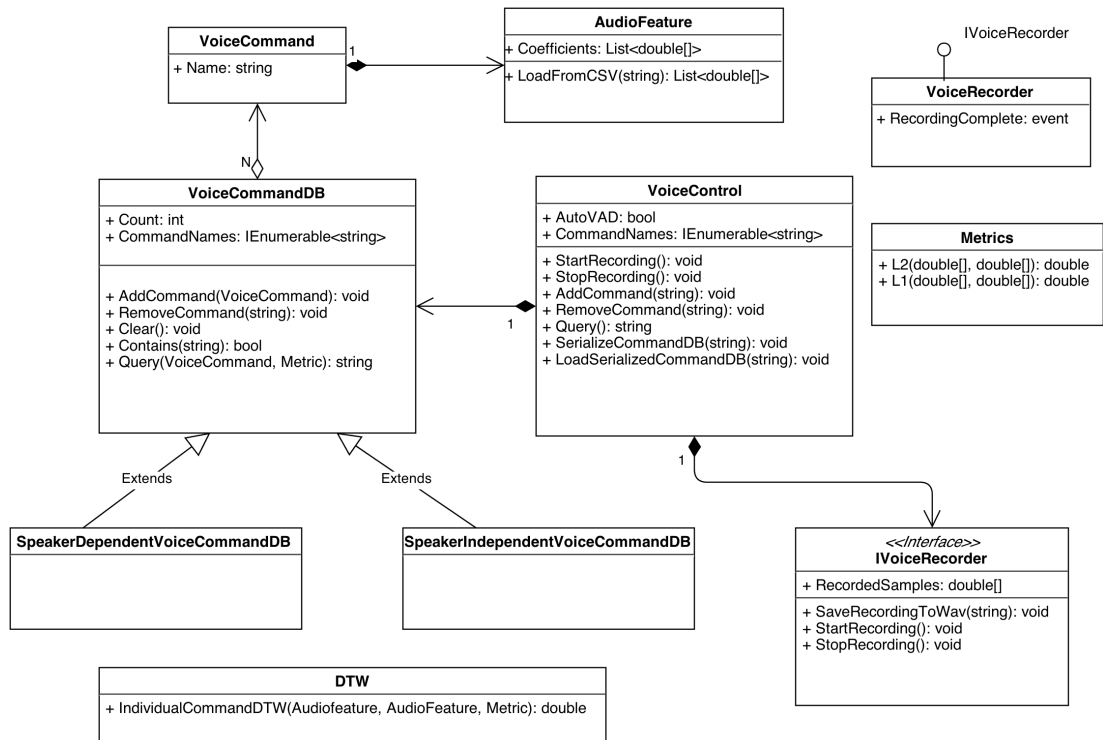 VoiceCommand
+ Name: string
1
AudioFeature
+ Coefficients: List<double[]>
+ LoadFromCSV(string): List<double[]>
IVoiceRecorder
VoiceRecorder
+ RecordingComplete: event
N
VoiceCommandDB
+ Count: int
+ CommandNames: IEnumerable<string>
+ AddCommand(VoiceCommand): void
+ RemoveCommand(string): void
+ Clear(): void
+ Contains(string): bool
+ Query(VoiceCommand, Metric): string
VoiceControl
+ AutoVAD: bool
+ CommandNames: IEnumerable<string>
+ StartRecording(): void
+ StopRecording(): void
+ AddCommand(string): void
+ RemoveCommand(string): void
+ Query(): string
+ SerializeCommandDB(string): void
+ LoadSerializedCommandDB(string): void
1
Metrics
+ L2(double[], double[]): double
+ L1(double[], double[]): double
1
Extends
Extends
SpeakerDependentVoiceCommandDB
SpeakerIndependentVoiceCommandDB
<<Interface>>
IVoiceRecorder
+ RecordedSamples: double[]
+ SaveRecordingToWav(string): void
+ StartRecording(): void
+ StopRecording(): void
DTW
+ IndividualCommandDTW(Audiofeature, AudioFeature, Metric): double